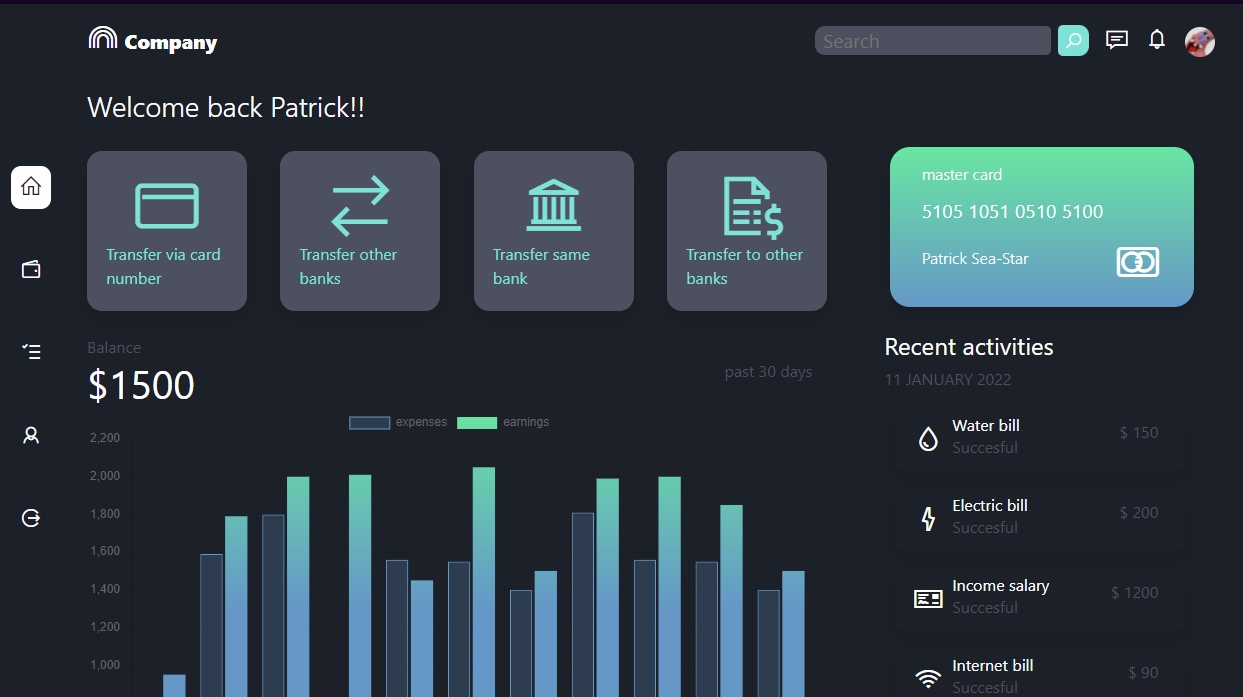 Company
Search
Welcome back Patrick!!
Transfer via card
number
Transfer other
banks
Transfer same
bank
Transfer to other
banks
master card
5105 1051 0510 5100
Patrick Sea-Star
Balance
$1500
past 30 days
expenses
earnings
2,200
2,000
1,800
1,600
1,400
1,200
1,000
Recent activities
11 JANUARY 2022
Water bill
Succesful
$ 150
Electric bill
Succesful
$ 200
Income salary
Succesful
$ 1200
Internet bill
Succesful
$ 90